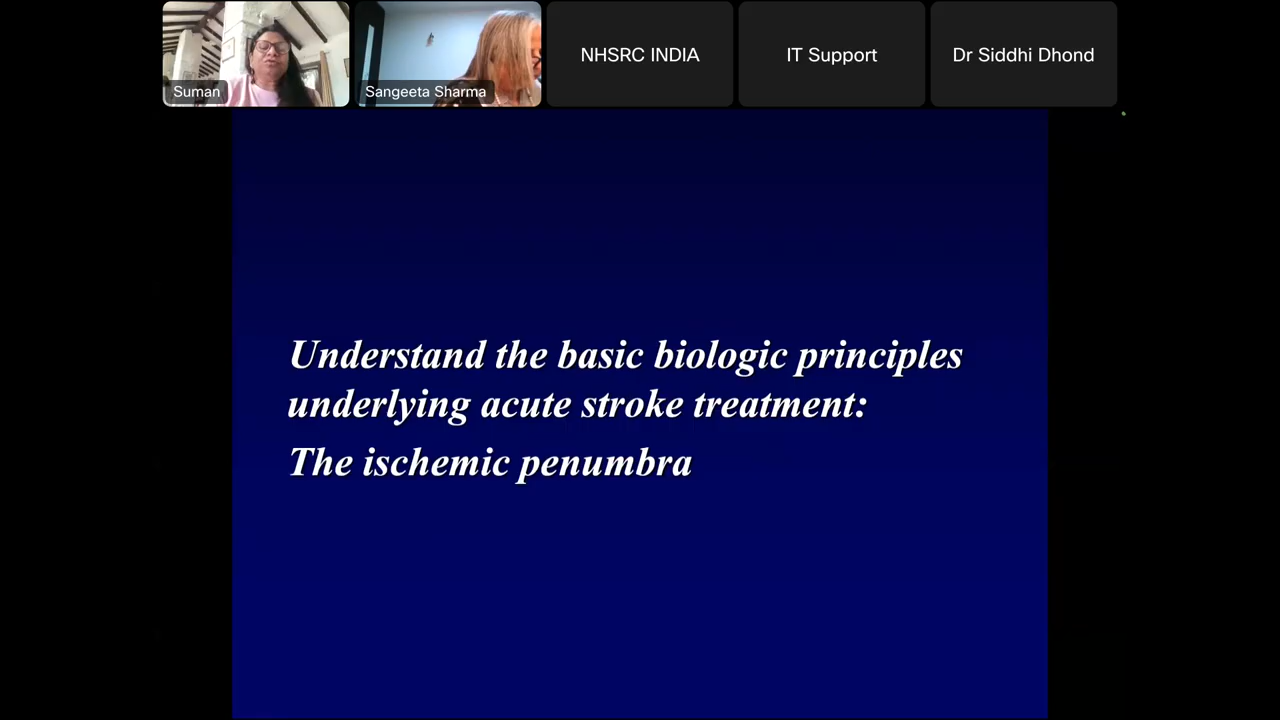 Suman
Sangeeta Sharma
NHSRC INDIA
IT Support
Dr Siddhi Dhond
Understand the basic biologic principles
underlying acute stroke treatment:
The ischemic penumbra